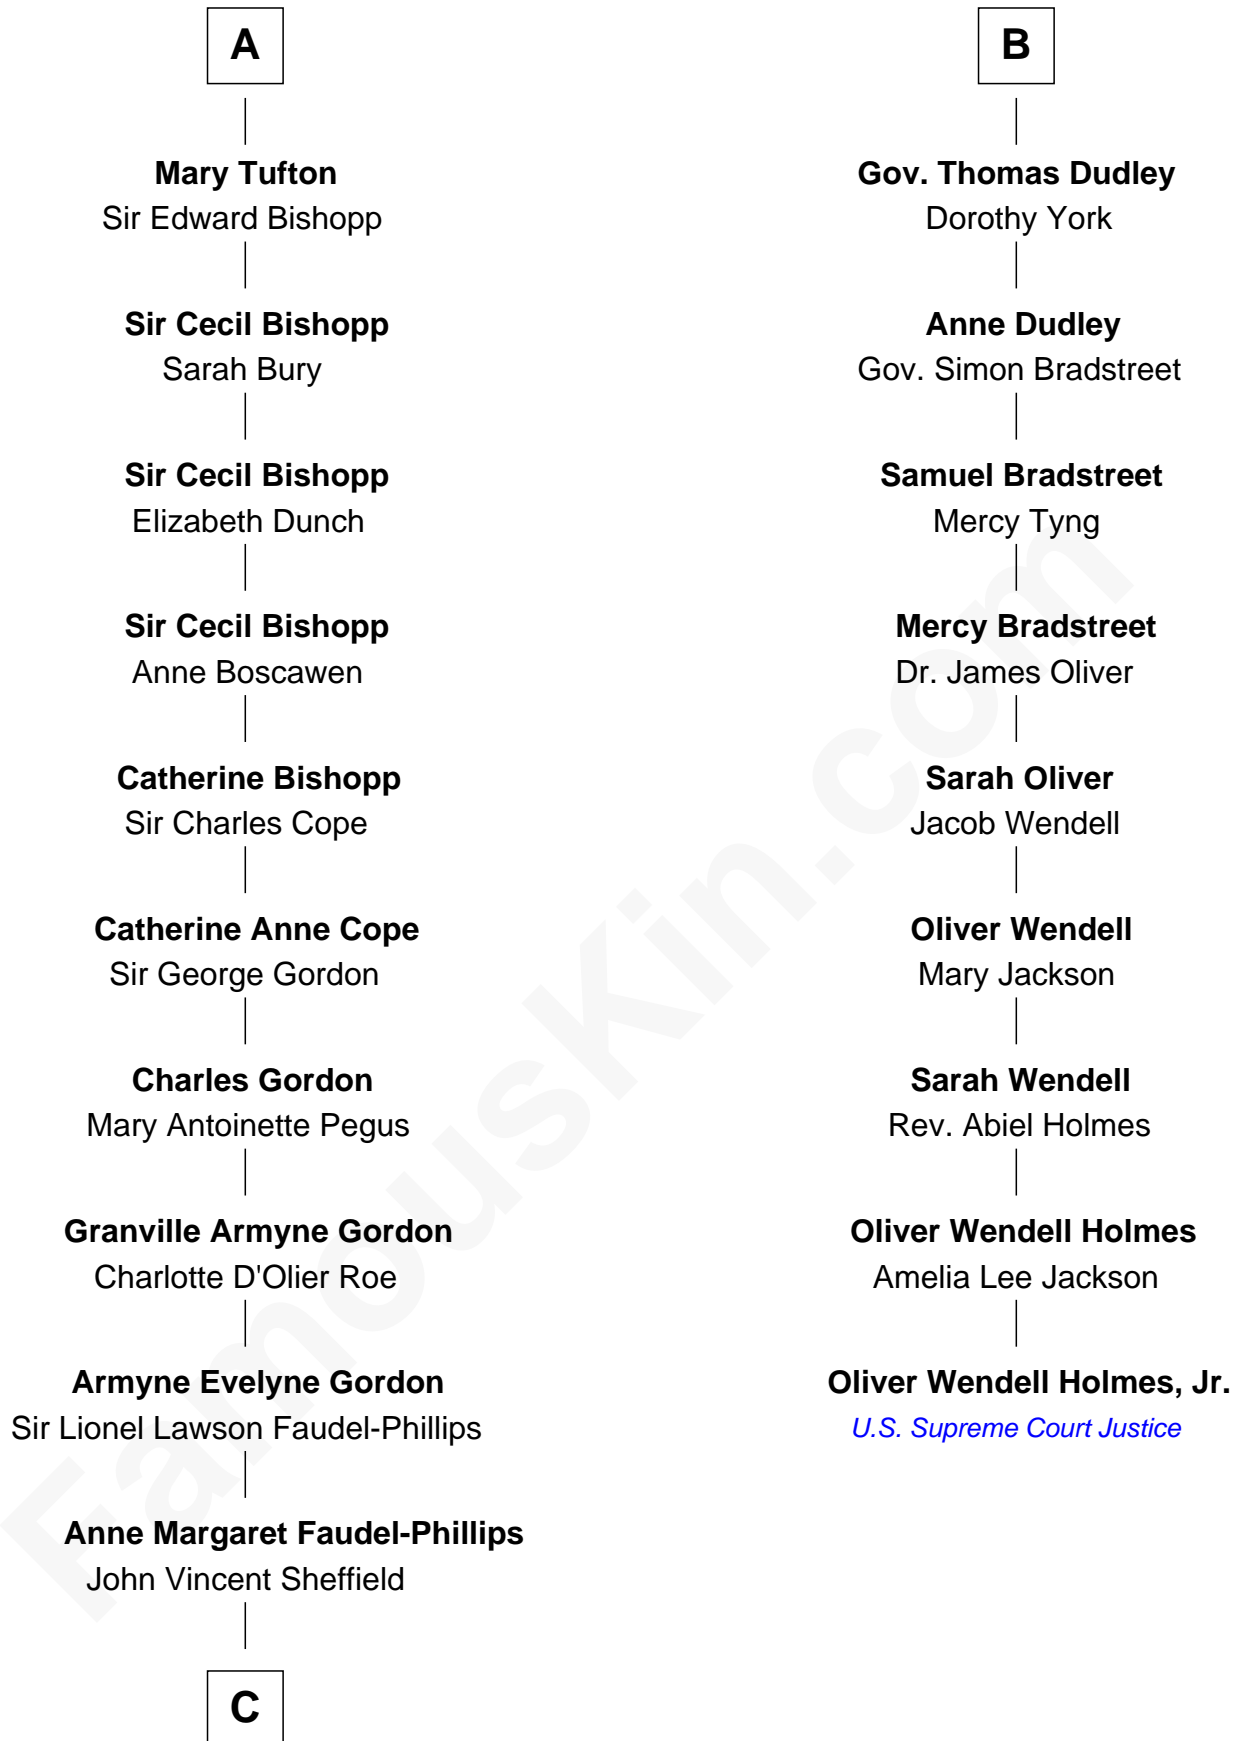 A
Mary Tufton
Sir Edward Bishopp
Sir Cecil Bishopp
Sarah Bury
Sir Cecil Bishopp
Elizabeth Dunch
Sir Cecil Bishopp
Anne Boscawen
Catherine Bishopp
Sir Charles Cope
Catherine Anne Cope
Sir George Gordon
Charles Gordon
Mary Antoinette Pegus
Granville Armyne Gordon
Charlotte D'Olier Roe
Armyne Evelyne Gordon
Sir Lionel Lawson Faudel-Phillips
Anne Margaret Faudel-Phillips
John Vincent Sheffield
C
B
Gov. Thomas Dudley
Dorothy York
Anne Dudley
Gov. Simon Bradstreet
Samuel Bradstreet
Mercy Tyng
Mercy Bradstreet
Dr. James Oliver
Sarah Oliver
Jacob Wendell
Oliver Wendell
Mary Jackson
Sarah Wendell
Rev. Abiel Holmes
Oliver Wendell Holmes
Amelia Lee Jackson
Oliver Wendell Holmes, Jr.
U.S. Supreme Court Justice
FamousKin.com